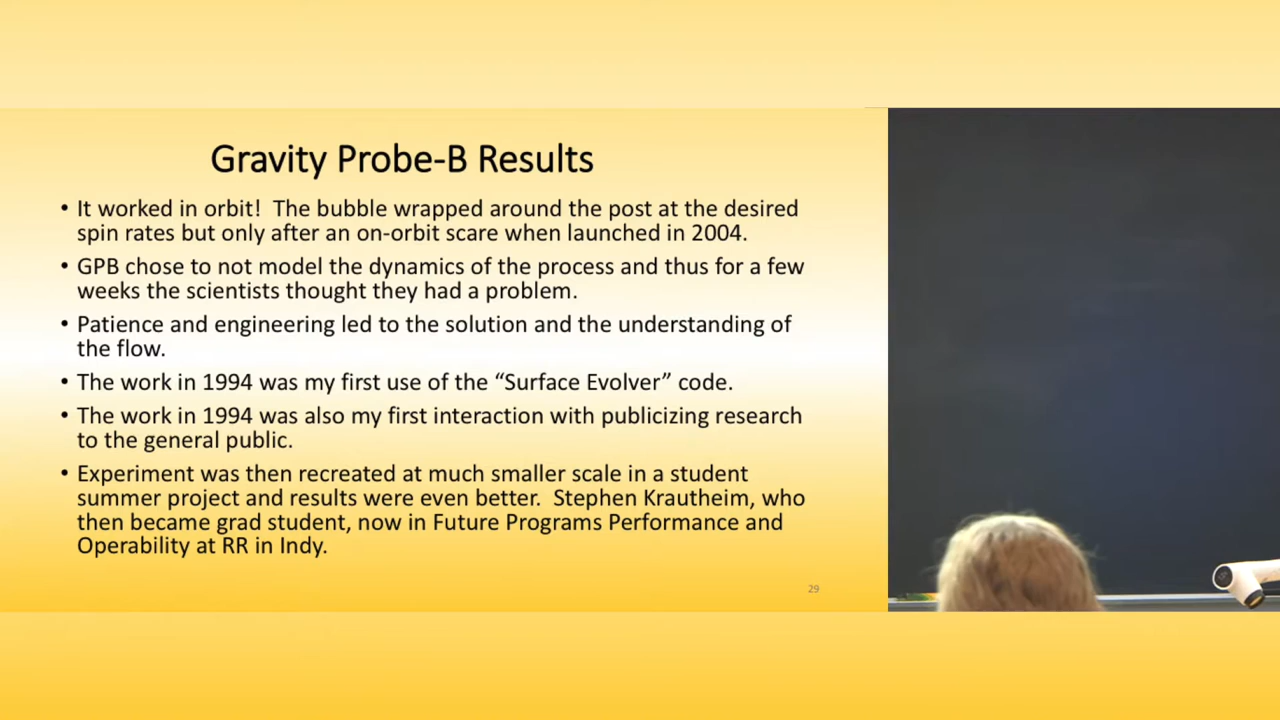 Gravity Probe-B Results
• It worked in orbit!  The bubble wrapped around the post at the desired
spin rates but only after an on-orbit scare when launched in 2004.
• GPB chose to not model the dynamics of the process and thus for a few
weeks the scientists thought they had a problem.
• Patience and engineering led to the solution and the understanding of
the flow.
• The work in 1994 was my first use of the “Surface Evolver” code.
• The work in 1994 was also my first interaction with publicizing research
to the general public.
• Experiment was then recreated at much smaller scale in a student
summer project and results were even better.  Stephen Krautheim, who
then became grad student, now in Future Programs Performance and
Operability at RR in Indy.
29